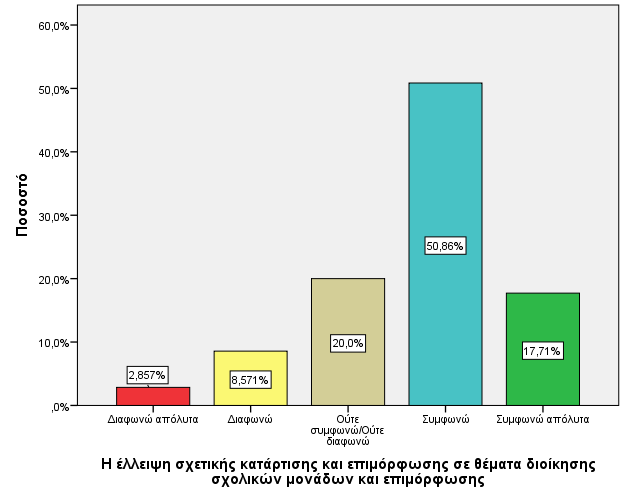 60,0%
50,0%
40,0%
30,0%
20,0%
10,0%
,0%
Ποσοστό
2,857%
8,571%
20,0%
50,86%
17,71%
Διαφωνώ απόλυτα
Διαφωνώ
Ούτε
συμφωνώ/Ούτε
διαφωνώ
Συμφωνώ
Συμφωνώ απόλυτα
Η έλλειψη σχετικής κατάρτισης και επιμόρφωσης σε θέματα διοίκησης
σχολικών μονάδων και επιμόρφωσης